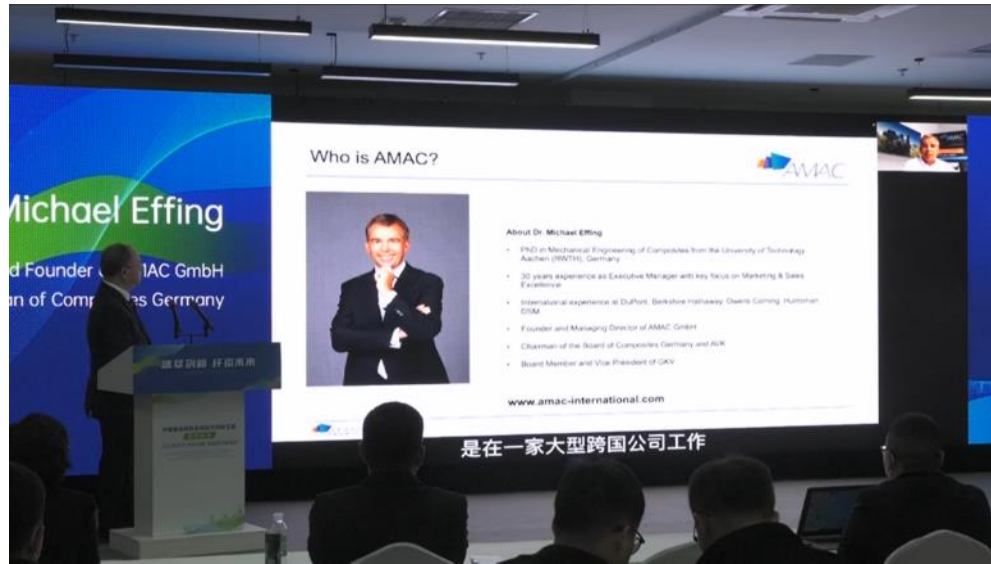 Michael Effing
d Founder
AC GmbH
an of Comp
es Germany
Who is AMAC?
AMAC
About Dr. Michael Effing
• PhD in Mechanical Engineering of Composites from the University of Technology
Aachen (RWTH), Germany
• 30 years experience as Executive Manager with key focus on Marketing & Sales
Excellence
• International experience at DuPont, Berkshire Hathaway, Owens Corning, Huntsman,
DSM
• Founder and Managing Director of AMAC GmbH
• Chairman of the Board of Composites Germany and AVK
• Board Member and Vice President of GKV
www.amac-international.com
是在一家大型跨国公司工作